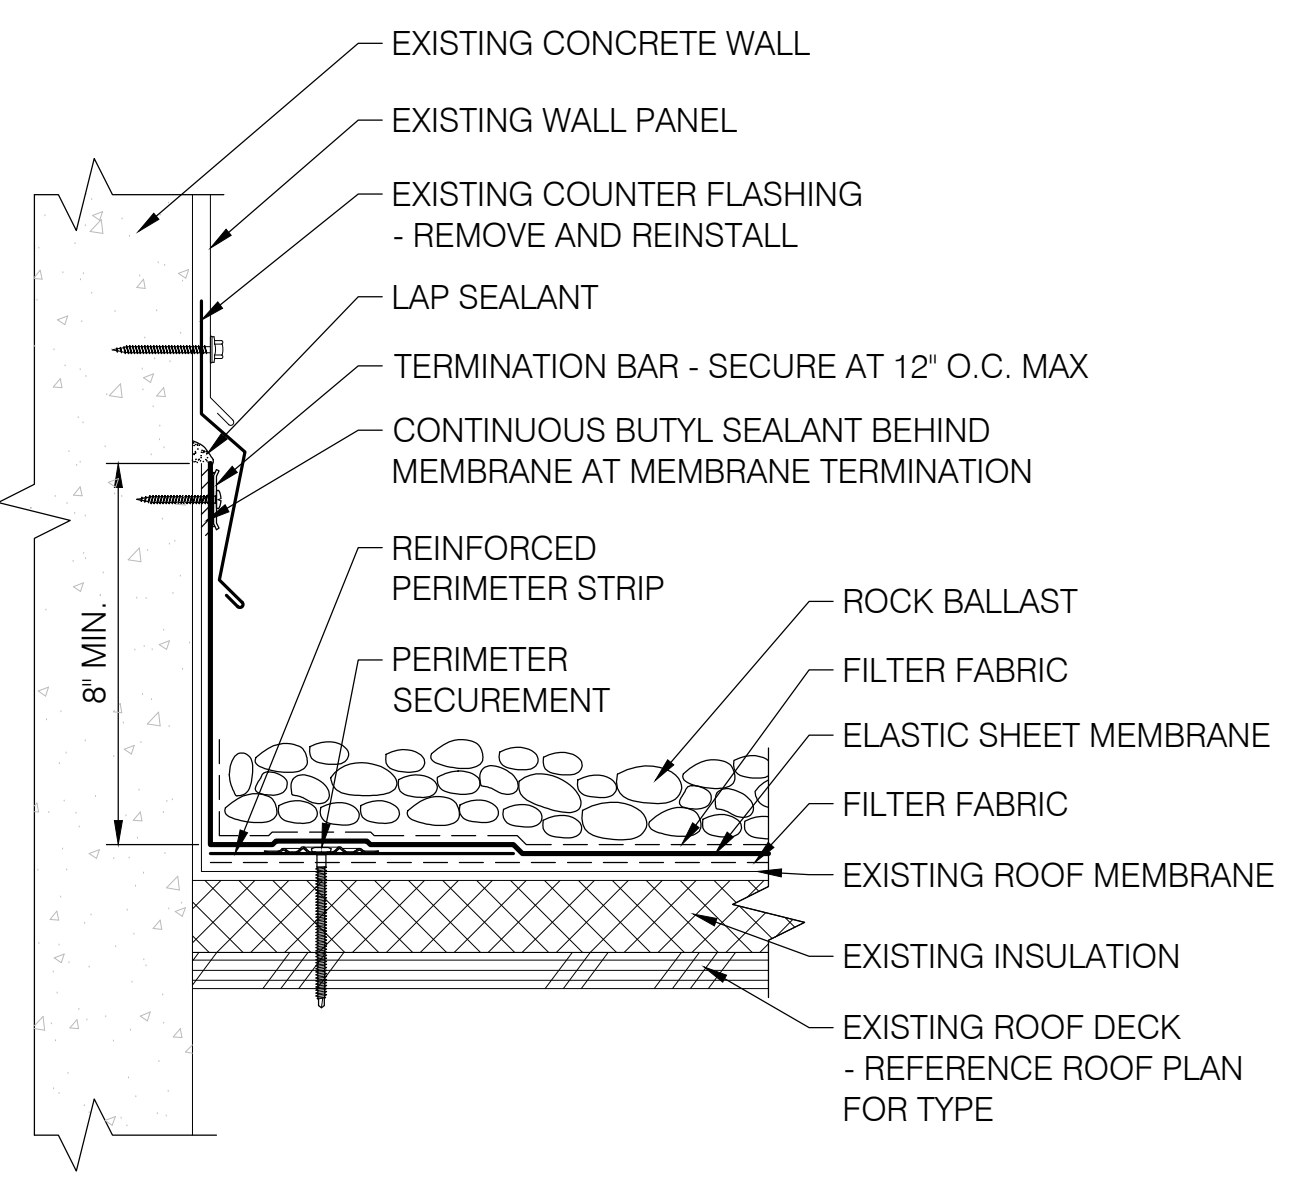 EXISTING CONCRETE WALL
EXISTING WALL PANEL
EXISTING COUNTER FLASHING
- REMOVE AND REINSTALL
LAP SEALANT
TERMINATION BAR - SECURE AT 12" O.C. MAX
CONTINUOUS BUTYL SEALANT BEHIND
MEMBRANE AT MEMBRANE TERMINATION
REINFORCED
PERIMETER STRIP
PERIMETER
SECUREMENT
8" MIN.
ROCK BALLAST
FILTER FABRIC
ELASTIC SHEET MEMBRANE
FILTER FABRIC
EXISTING ROOF MEMBRANE
EXISTING INSULATION
EXISTING ROOF DECK
- REFERENCE ROOF PLAN
FOR TYPE